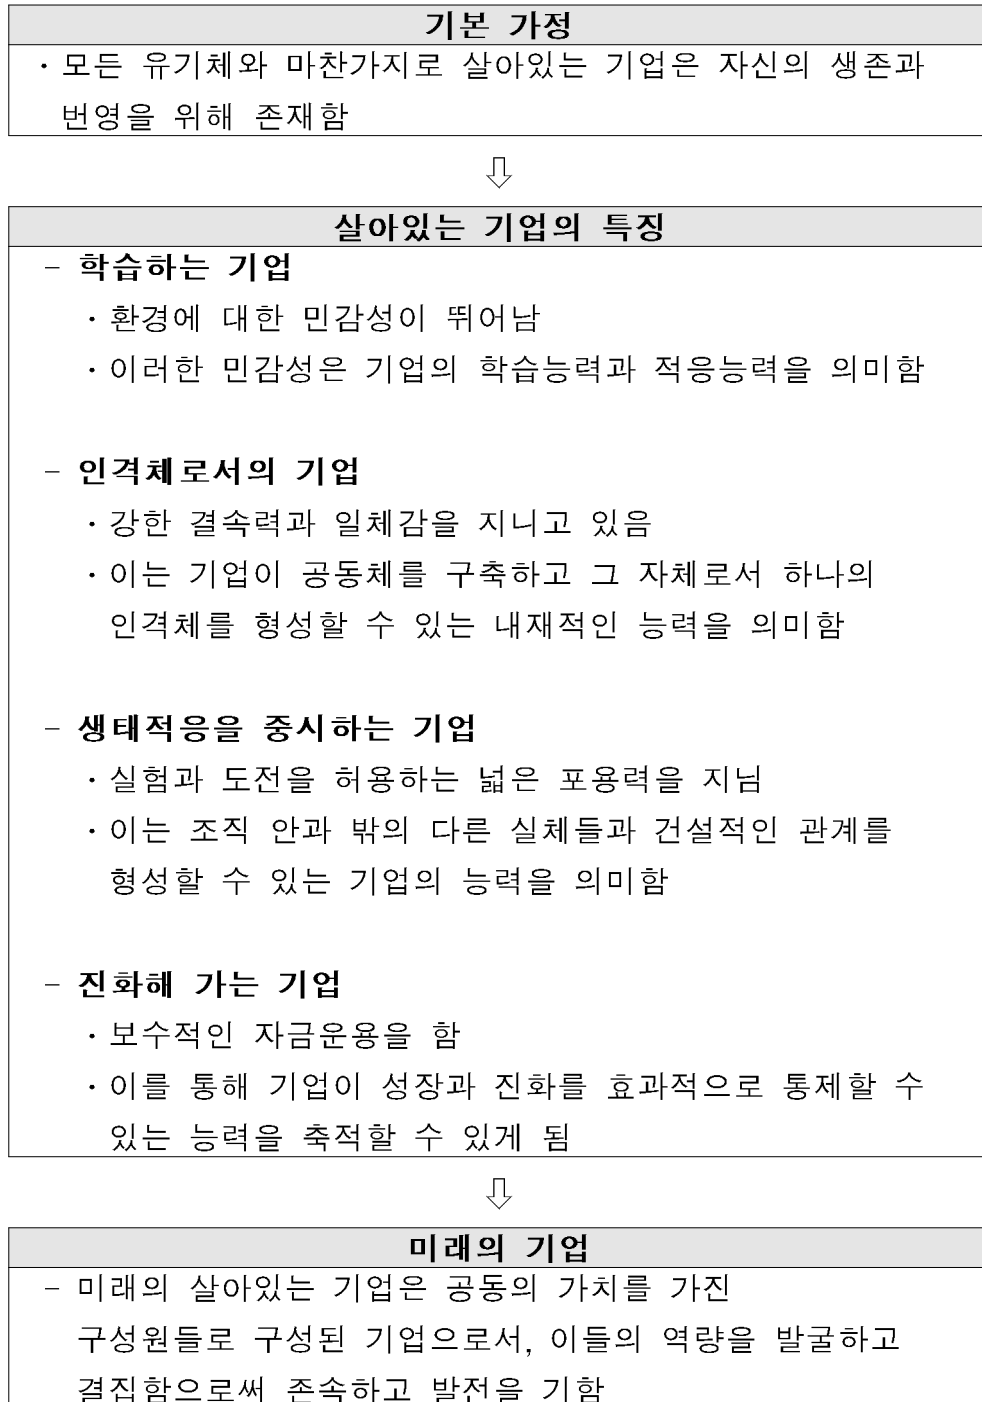 기본 가정
· 모든 유기체와 마찬가지로 살아있는 기업은 자신의 생존과
번영을 위해 존재함
⇩
살아있는 기업의 특징
– 학습하는 기업
· 환경에 대한 민감성이 뛰어남
· 이러한 민감성은 기업의 학습능력과 적응능력을 의미함
– 인격체로서의 기업
· 강한 결속력과 일체감을 지니고 있음
· 이는 기업이 공동체를 구축하고 그 자체로서 하나의
인격체를 형성할 수 있는 내재적인 능력을 의미함
– 생태적응을 중시하는 기업
· 실험과 도전을 허용하는 넓은 포용력을 지님
· 이는 조직 안과 밖의 다른 실체들과 건설적인 관계를
형성할 수 있는 기업의 능력을 의미함
– 진화해 가는 기업
· 보수적인 자금운용을 함
· 이를 통해 기업이 성장과 진화를 효과적으로 통제할 수
있는 능력을 축적할 수 있게 됨
⇩
미래의 기업
– 미래의 살아있는 기업은 공동의 가치를 가진
구성원들로 구성된 기업으로서, 이들의 역량을 발굴하고
결집함으로써 존속하고 발전을 기함